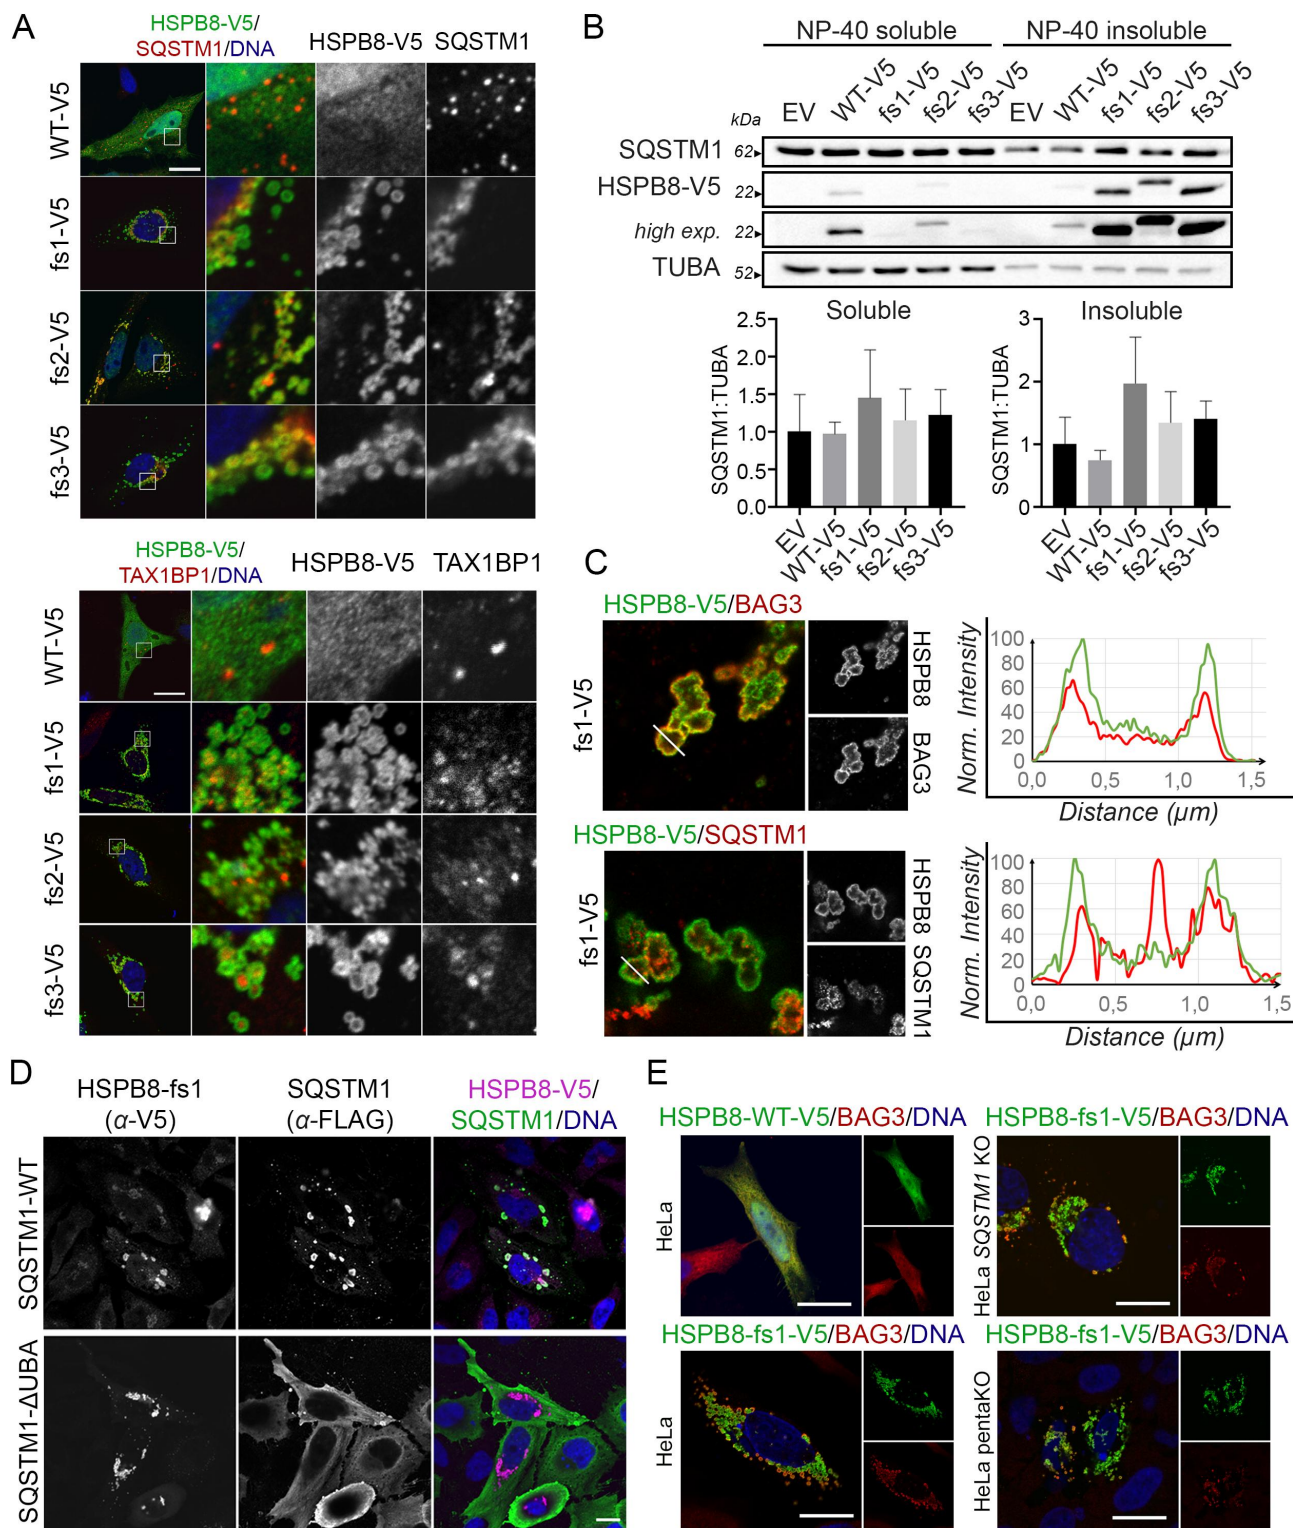 A
HSPB8-V5/
SQSTM1/DNA
HSPB8-V5
SQSTM1
WT-V5
fs1-V5
fs2-V5
fs3-V5
HSPB8-V5/
TAX1BP1/DNA
HSPB8-V5
TAX1BP1
WT-V5
fs1-V5
fs2-V5
fs3-V5
B
NP-40 soluble
NP-40 insoluble
kDa
EV
WT-V5
fs1-V5
fs2-V5
fs3-V5
EV
WT-V5
fs1-V5
fs2-V5
fs3-V5
SQSTM1
62
HSPB8-V5
22
high exp.
22
TUBA
52
Soluble
SQSTM1:TUBA
2.5
2.0
1.5
1.0
0.5
0.0
EV
WT-V5
fs1-V5
fs2-V5
fs3-V5
Insoluble
SQSTM1:TUBA
3
2
1
0
EV
WT-V5
fs1-V5
fs2-V5
fs3-V5
C
HSPB8-V5/BAG3
fs1-V5
HSPB8
BAG3
Norm. Intensity
100
80
60
40
20
0
0,0
0,5
1,0
1,5
Distance (µm)
HSPB8-V5/SQSTM1
fs1-V5
HSPB8
SQSTM1
Norm. Intensity
100
80
60
40
20
0
0,0
0,5
1,0
1,5
Distance (µm)
D
HSPB8-fs1
(α-V5)
SQSTM1
(α-FLAG)
HSPB8-V5/
SQSTM1/DNA
SQSTM1-WT
SQSTM1-ΔUBA
E
HSPB8-WT-V5/BAG3/DNA
HeLa
HSPB8-fs1-V5/BAG3/DNA
HeLa SQSTM1 KO
HSPB8-fs1-V5/BAG3/DNA
HeLa
HSPB8-fs1-V5/BAG3/DNA
HeLa pentaKO